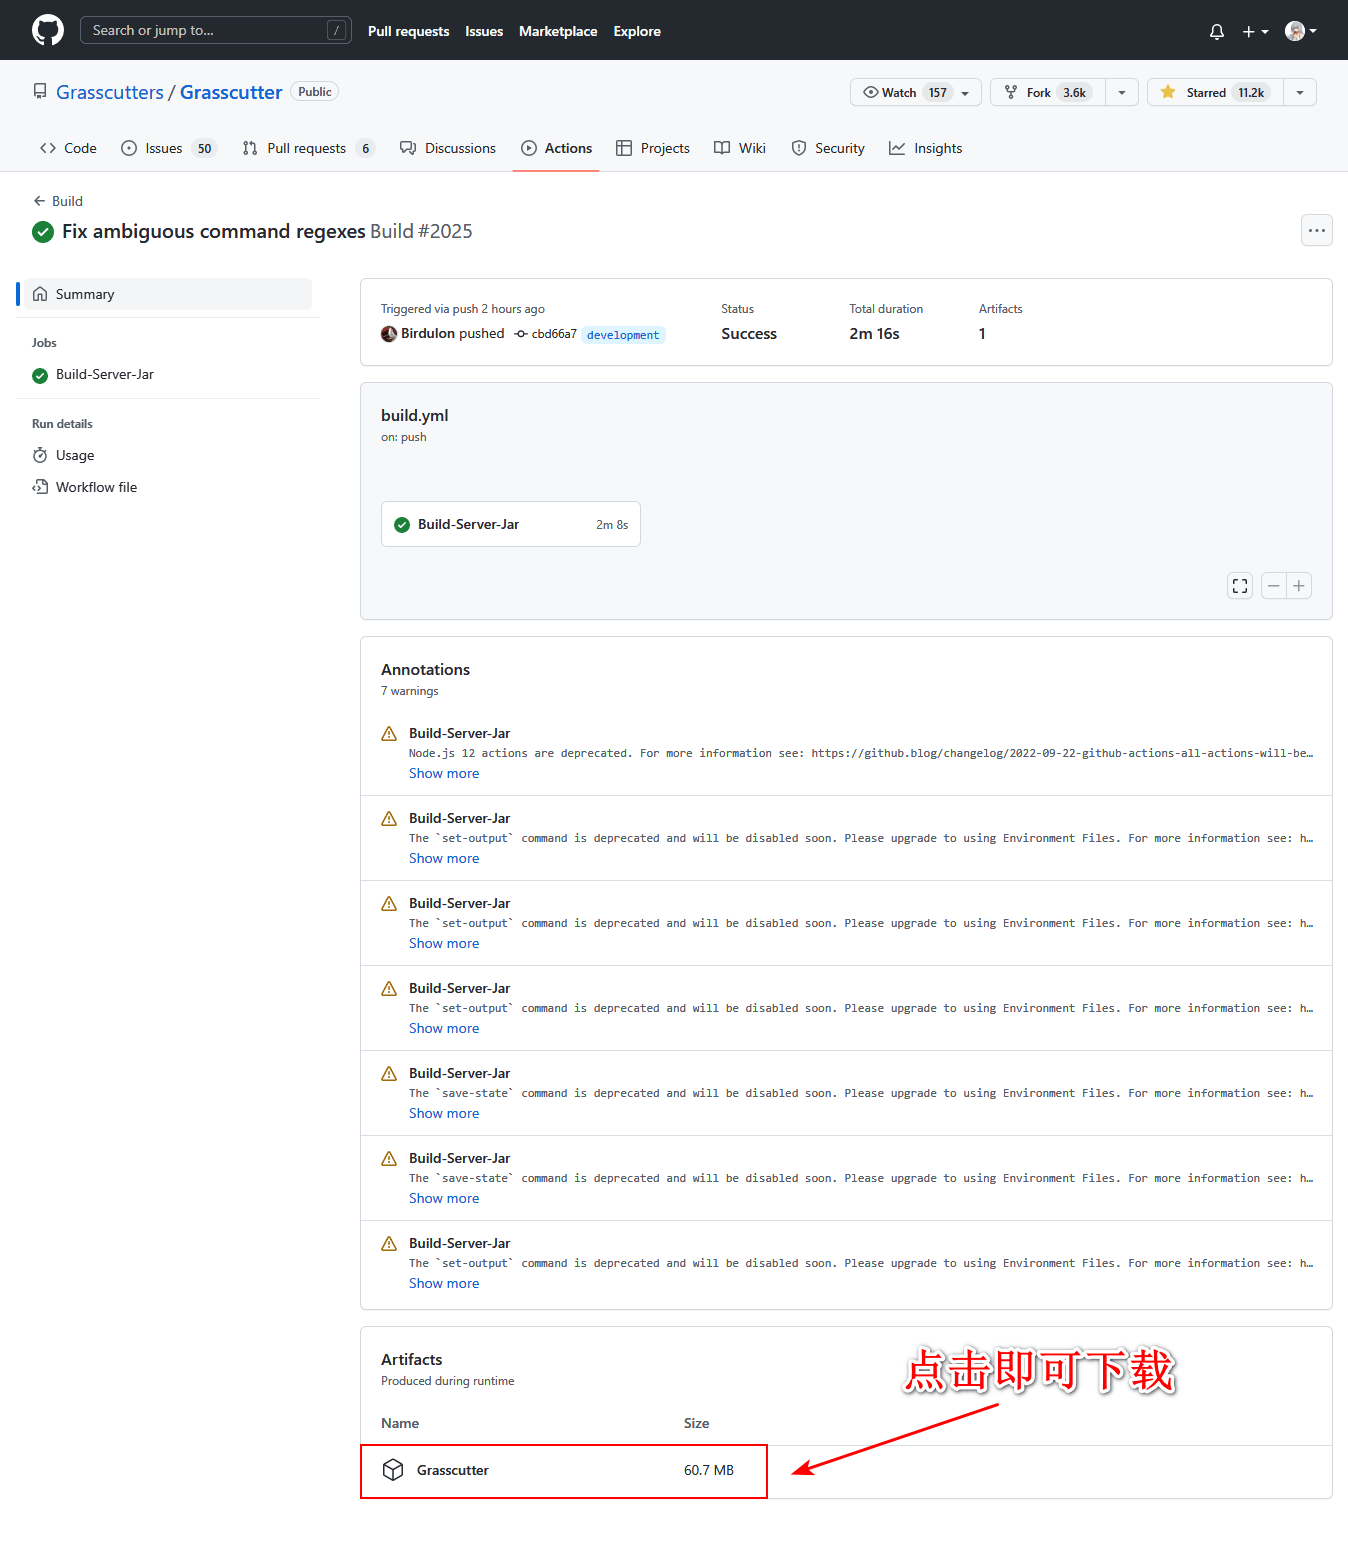 Search or jump to... /
Pull requests Issues Marketplace Explore
Grasscutters / Grasscutter Public
Watch 157 Fork 3.6k Starred 11.2k
Code Issues 50 Pull requests 6 Discussions Actions Projects Wiki Security Insights
← Build
Fix ambiguous command regexes Build #2025
Summary
Jobs
Build-Server-Jar
Run details
Usage
Workflow file
Triggered via push 2 hours ago Status Total duration Artifacts
Birdulon pushed cbd66a7 development Success 2m 16s 1
build.yml
on: push
Build-Server-Jar 2m 8s
Annotations
7 warnings
Build-Server-Jar
Node.js 12 actions are deprecated. For more information see: https://github.blog/changelog/2022-09-22-github-actions-all-actions-will-be…
Show more
Build-Server-Jar
The `set-output` command is deprecated and will be disabled soon. Please upgrade to using Environment Files. For more information see: h…
Show more
Build-Server-Jar
The `set-output` command is deprecated and will be disabled soon. Please upgrade to using Environment Files. For more information see: h…
Show more
Build-Server-Jar
The `set-output` command is deprecated and will be disabled soon. Please upgrade to using Environment Files. For more information see: h…
Show more
Build-Server-Jar
The `save-state` command is deprecated and will be disabled soon. Please upgrade to using Environment Files. For more information see: h…
Show more
Build-Server-Jar
The `save-state` command is deprecated and will be disabled soon. Please upgrade to using Environment Files. For more information see: h…
Show more
Build-Server-Jar
The `set-output` command is deprecated and will be disabled soon. Please upgrade to using Environment Files. For more information see: h…
Show more
Artifacts
Produced during runtime
点击即可下载
Name Size
Grasscutter 60.7 MB